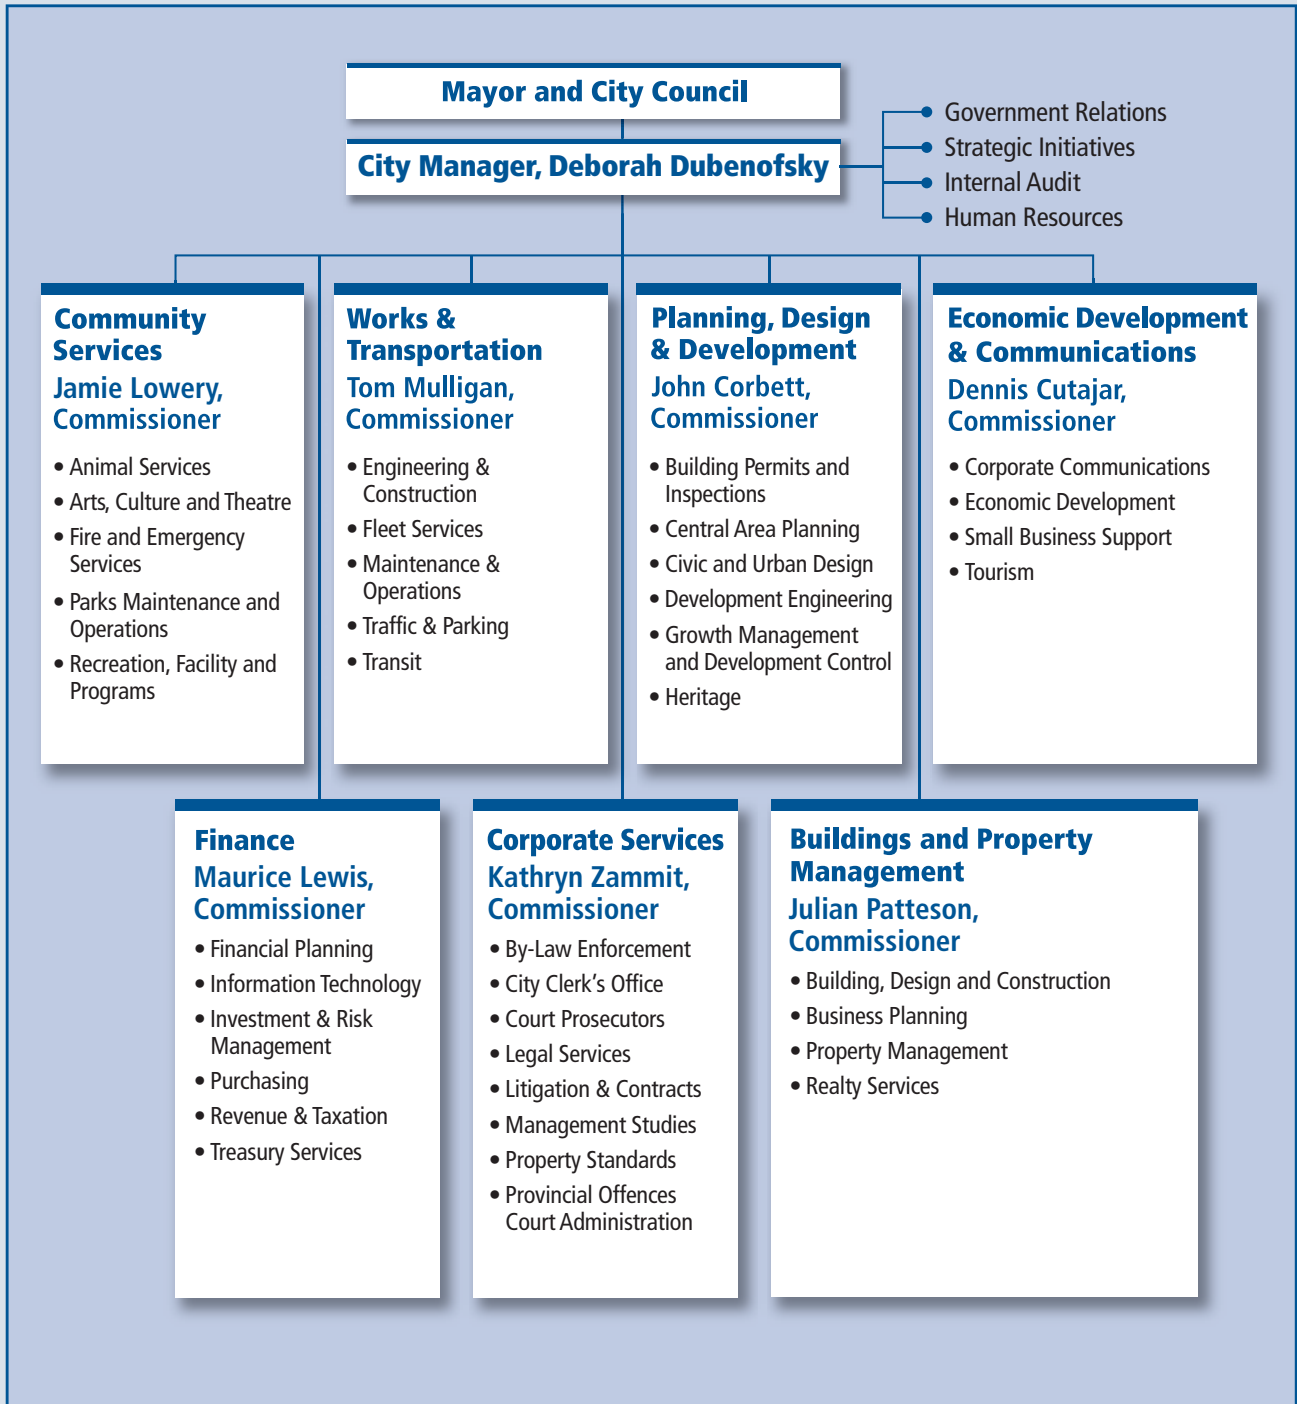 Mayor and City Council
City Manager, Deborah Dubenofsky
Government Relations
Strategic Initiatives
Internal Audit
Human Resources
Community
Services
Jamie Lowery,
Commissioner
• Animal Services
• Arts, Culture and Theatre
• Fire and Emergency
Services
• Parks Maintenance and
Operations
• Recreation, Facility and
Programs
Works &
Transportation
Tom Mulligan,
Commissioner
• Engineering &
Construction
• Fleet Services
• Maintenance &
Operations
• Traffic & Parking
• Transit
Planning, Design
& Development
John Corbett,
Commissioner
• Building Permits and
Inspections
• Central Area Planning
• Civic and Urban Design
• Development Engineering
• Growth Management
and Development Control
• Heritage
Economic Development
& Communications
Dennis Cutajar,
Commissioner
• Corporate Communications
• Economic Development
• Small Business Support
• Tourism
Finance
Maurice Lewis,
Commissioner
• Financial Planning
• Information Technology
• Investment & Risk
Management
• Purchasing
• Revenue & Taxation
• Treasury Services
Corporate Services
Kathryn Zammit,
Commissioner
• By-Law Enforcement
• City Clerk's Office
• Court Prosecutors
• Legal Services
• Litigation & Contracts
• Management Studies
• Property Standards
• Provincial Offences
Court Administration
Buildings and Property
Management
Julian Patteson,
Commissioner
• Building, Design and Construction
• Business Planning
• Property Management
• Realty Services